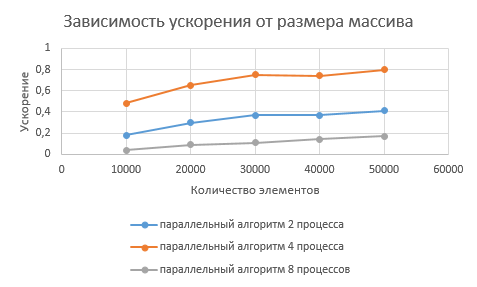 Зависимость ускорения от размера массива
Ускорение
1
0,8
0,6
0,4
0,2
0
0 10000 20000 30000 40000 50000 60000
Количество элементов
параллельный алгоритм 2 процесса
параллельный алгоритм 4 процесса
параллельный алгоритм 8 процессов